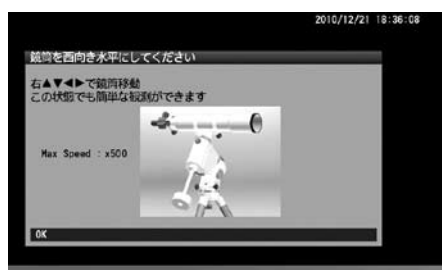 2010/12/21 18:36:08
鏡筒を西向き水平にしてください
右▲▼◀▶で鏡筒移動
この状態でも簡単な観測ができます
Max Speed : x500
OK